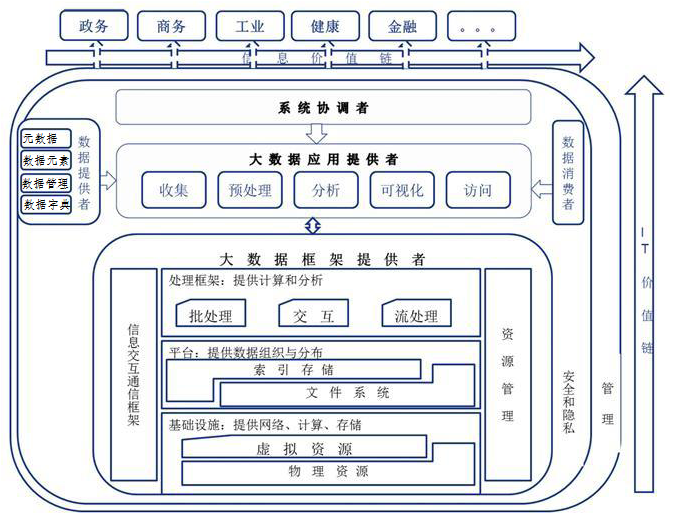 政务
商务
工业
健康
金融
。。。
信息价值链
系统协调者
元数据
数据元素
数据管理
数据字典
数据提供者
大数据应用提供者
收集
预处理
分析
可视化
访问
数据消费者
IT价值链
大数据框架提供者
信息交互通信框架
处理框架：提供计算和分析
批处理
交互
流处理
平台：提供数据组织与分布
索引存储
文件系统
基础设施：提供网络、计算、存储
虚拟资源
物理资源
资源管理
安全和隐私
管理